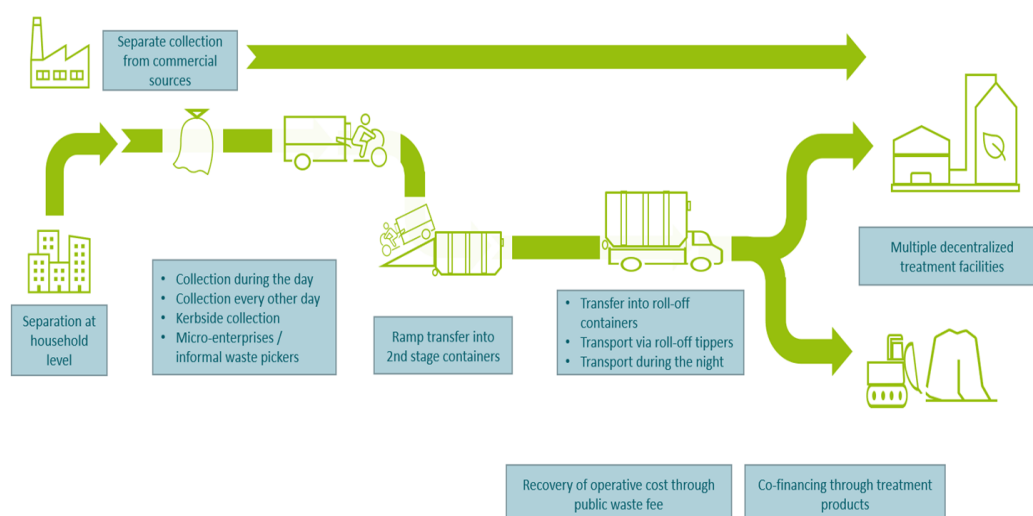 Separate collection
from commercial
sources
Multiple decentralized
treatment facilities
Separation at
household
level
• Collection during the day
• Collection every other day
• Kerbside collection
• Micro-enterprises /
informal waste pickers
Ramp transfer into
2nd stage containers
• Transfer into roll-off
containers
• Transport via roll-off tippers
• Transport during the night
Recovery of operative cost through
public waste fee
Co-financing through treatment
products